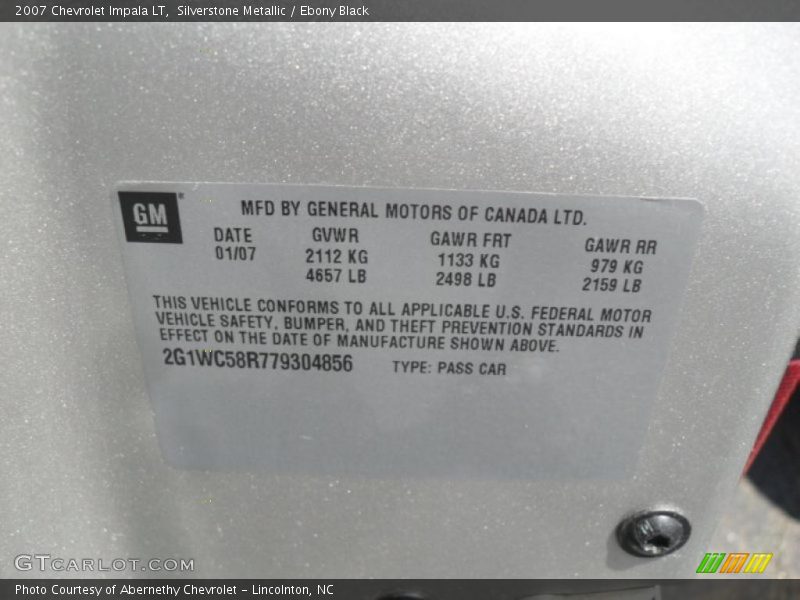 2007 Chevrolet Impala LT, Silverstone Metallic / Ebony Black
GM
MFD BY GENERAL MOTORS OF CANADA LTD.
DATE GVWR GAWR FRT GAWR RR
01/07 2112 KG 1133 KG 979 KG
4657 LB 2498 LB 2159 LB
THIS VEHICLE CONFORMS TO ALL APPLICABLE U.S. FEDERAL MOTOR
VEHICLE SAFETY, BUMPER, AND THEFT PREVENTION STANDARDS IN
EFFECT ON THE DATE OF MANUFACTURE SHOWN ABOVE.
2G1WC58R779304856 TYPE: PASS CAR
GTCARLOT.COM
Photo Courtesy of Abernethy Chevrolet - Lincolnton, NC